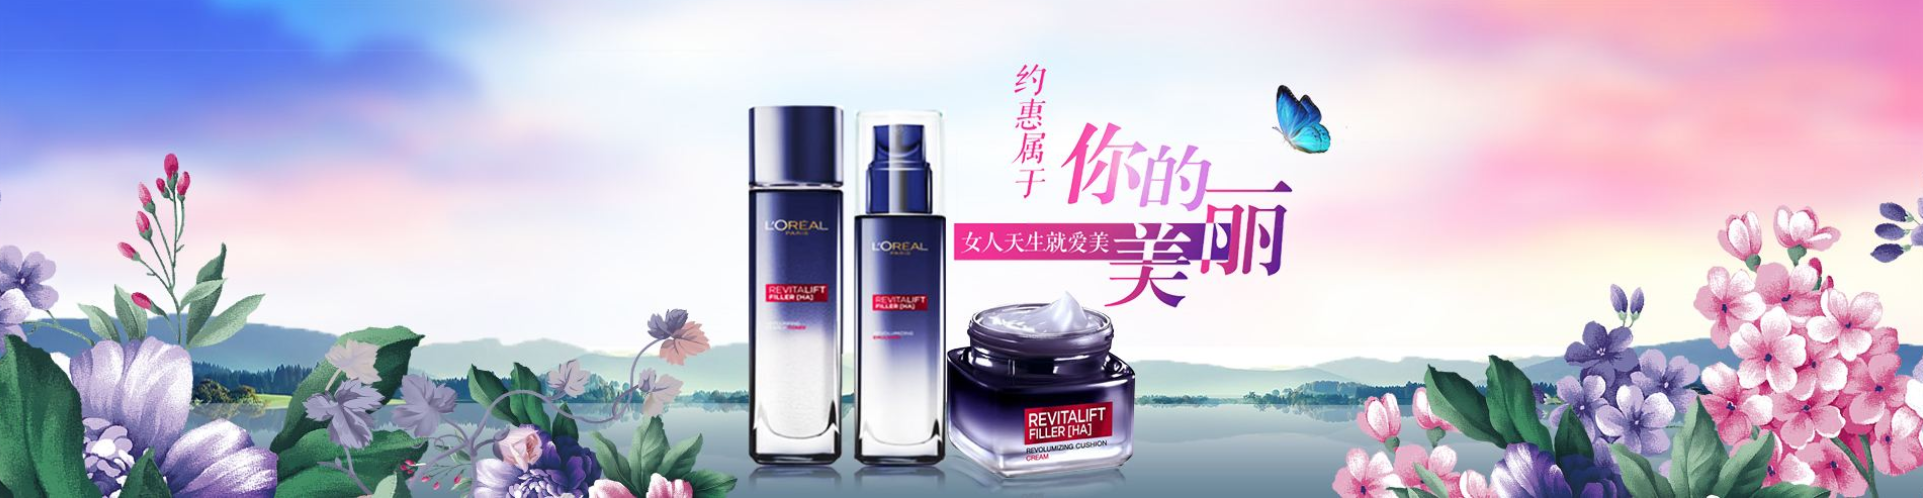 约惠属于
你的
美丽
女人天生就爱美
L'ORÉAL
PARIS
REVITALIFT
FILLER [HA]
L'ORÉAL
PARIS
REVITALIFT
FILLER [HA]
REVITALIFT
FILLER [HA]
REVOLUMIZING CUSHION
CREAM